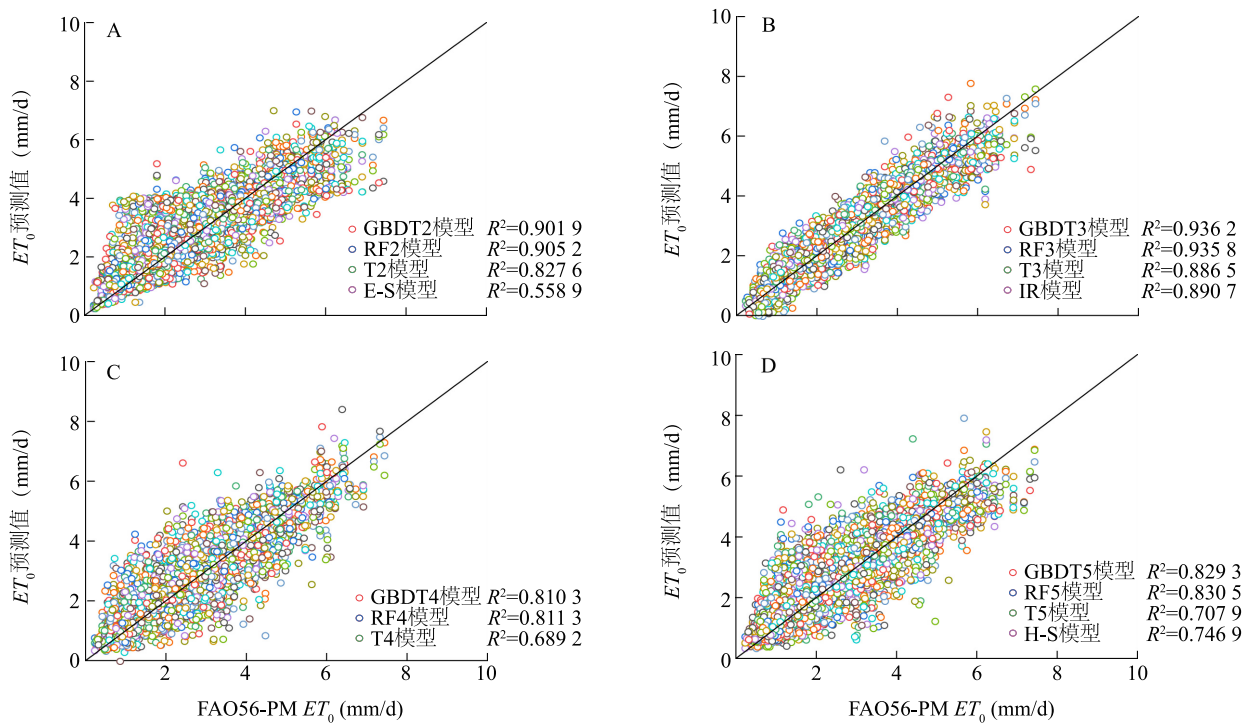 A
10
8
6
4
2
0
2
4
6
8
10
ET₀预测值（mm/d）
GBDT2模型 R²=0.901 9
RF2模型 R²=0.905 2
T2模型 R²=0.827 6
E-S模型 R²=0.558 9
B
10
8
6
4
2
0
2
4
6
8
10
ET₀预测值（mm/d）
GBDT3模型 R²=0.936 2
RF3模型 R²=0.935 8
T3模型 R²=0.886 5
IR模型 R²=0.890 7
C
10
8
6
4
2
0
2
4
6
8
10
ET₀预测值（mm/d）
GBDT4模型 R²=0.810 3
RF4模型 R²=0.811 3
T4模型 R²=0.689 2
FAO56-PM ET₀ (mm/d)
D
10
8
6
4
2
0
2
4
6
8
10
ET₀预测值（mm/d）
GBDT5模型 R²=0.829 3
RF5模型 R²=0.830 5
T5模型 R²=0.707 9
H-S模型 R²=0.746 9
FAO56-PM ET₀ (mm/d)